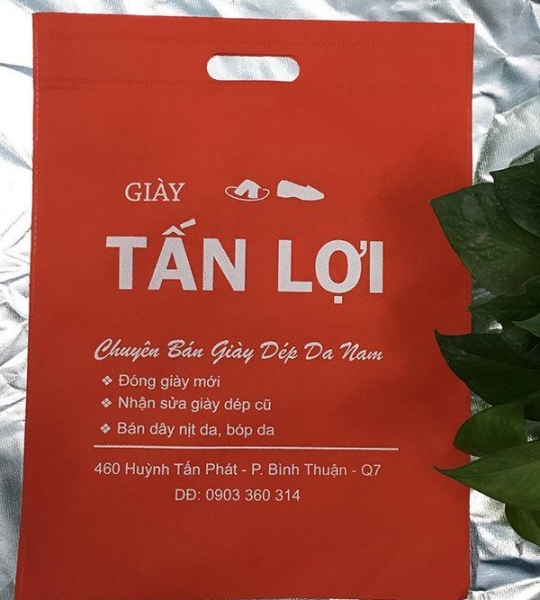 GIÀY
TẤN LỢI
Chuyên Bán Giày Dép Da Nam
❖ Đóng giày mới
❖ Nhận sửa giày dép cũ
❖ Bán dây nịt da, bóp da
460 Huỳnh Tấn Phát - P. Bình Thuận - Q7
DĐ: 0903 360 314